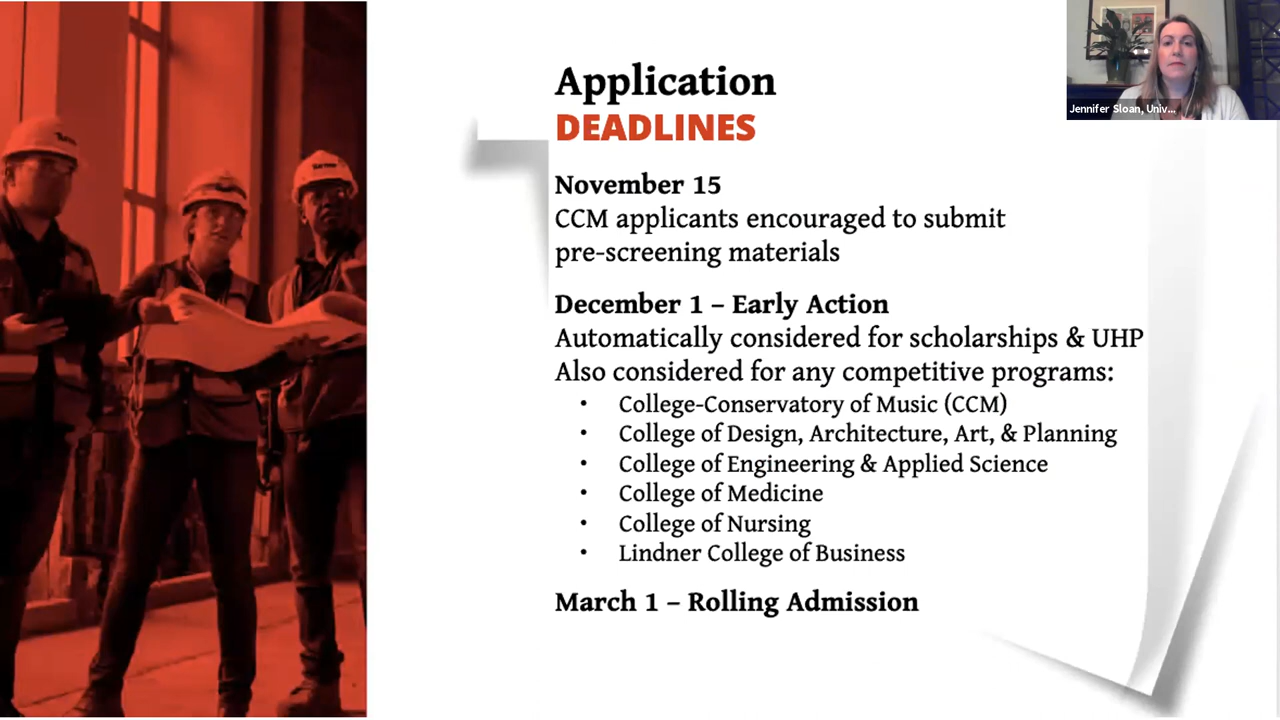 Application
DEADLINES
November 15
CCM applicants encouraged to submit
pre-screening materials
December 1 – Early Action
Automatically considered for scholarships & UHP
Also considered for any competitive programs:
• College-Conservatory of Music (CCM)
• College of Design, Architecture, Art, & Planning
• College of Engineering & Applied Science
• College of Medicine
• College of Nursing
• Lindner College of Business
March 1 – Rolling Admission
Jennifer Sloan, Univ...